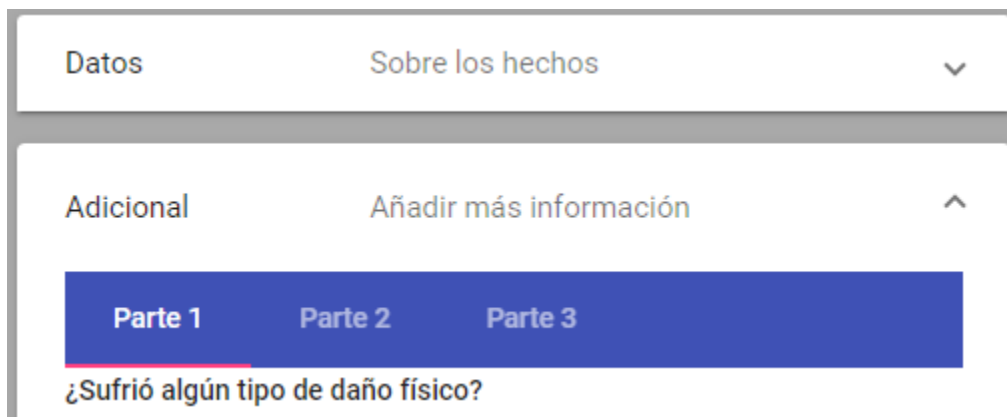 Datos Sobre los hechos
Adicional Añadir más información
Parte 1 Parte 2 Parte 3
¿Sufrió algún tipo de daño físico?